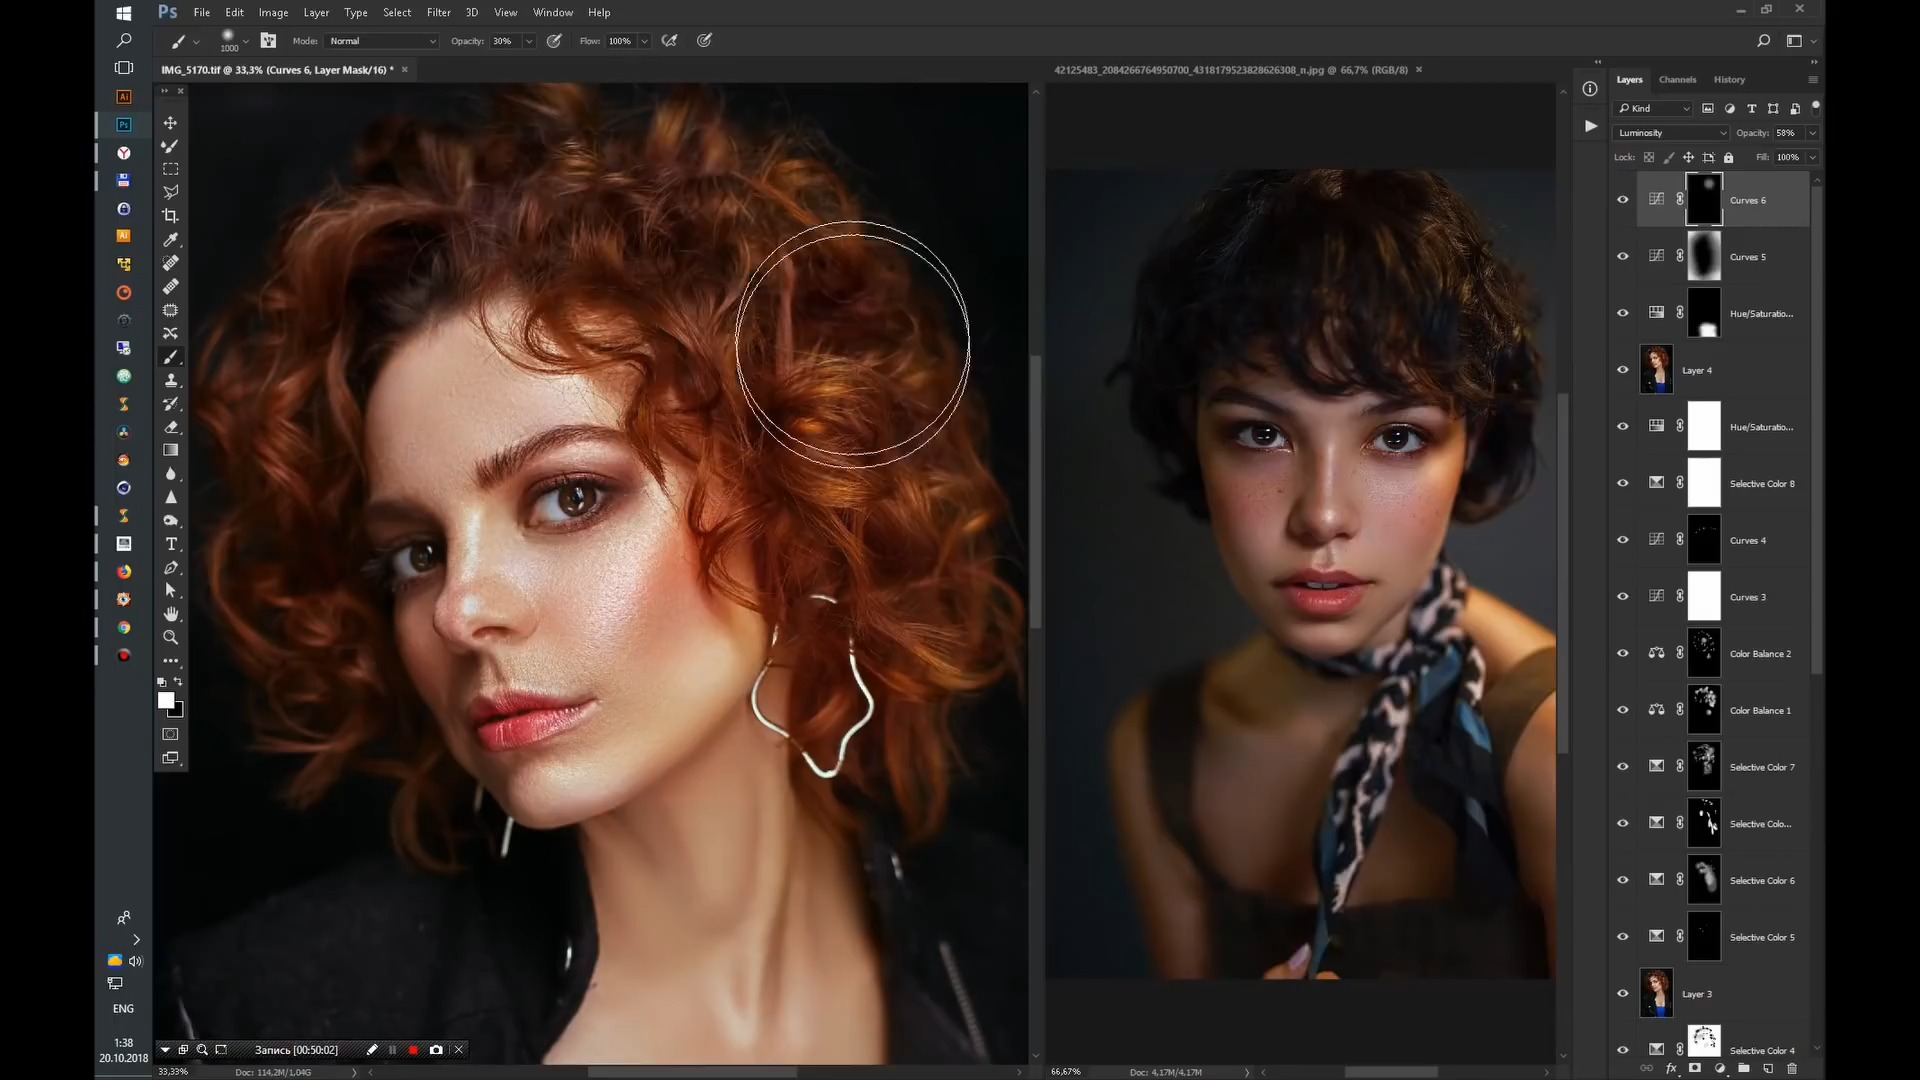 Ps File Edit Image Layer Type Select Filter 3D View Window Help
1000 Mode: Normal Opacity: 30% Flow: 100%
IMG_5170.tif @ 33,3% (Curves 6, Layer Mask/16) *
42125483_2084266764950700_4318179523828626308_n.jpg @ 66,7% (RGB/8)
Layers Channels History
Kind
Luminosity Opacity: 58%
Lock: Fill: 100%
Curves 6
Curves 5
Hue/Saturatio...
Layer 4
Hue/Saturatio...
Selective Color 8
Curves 4
Curves 3
Color Balance 2
Color Balance 1
Selective Color 7
Selective Colo...
Selective Color 6
Selective Color 5
Layer 3
Selective Color 4
fx
Ai
Ps
ENG
1:38
20.10.2018
Запись [00:50:02]
33,33% Doc: 114,2M/1,04G
66,67% Doc: 4,17M/4,17M